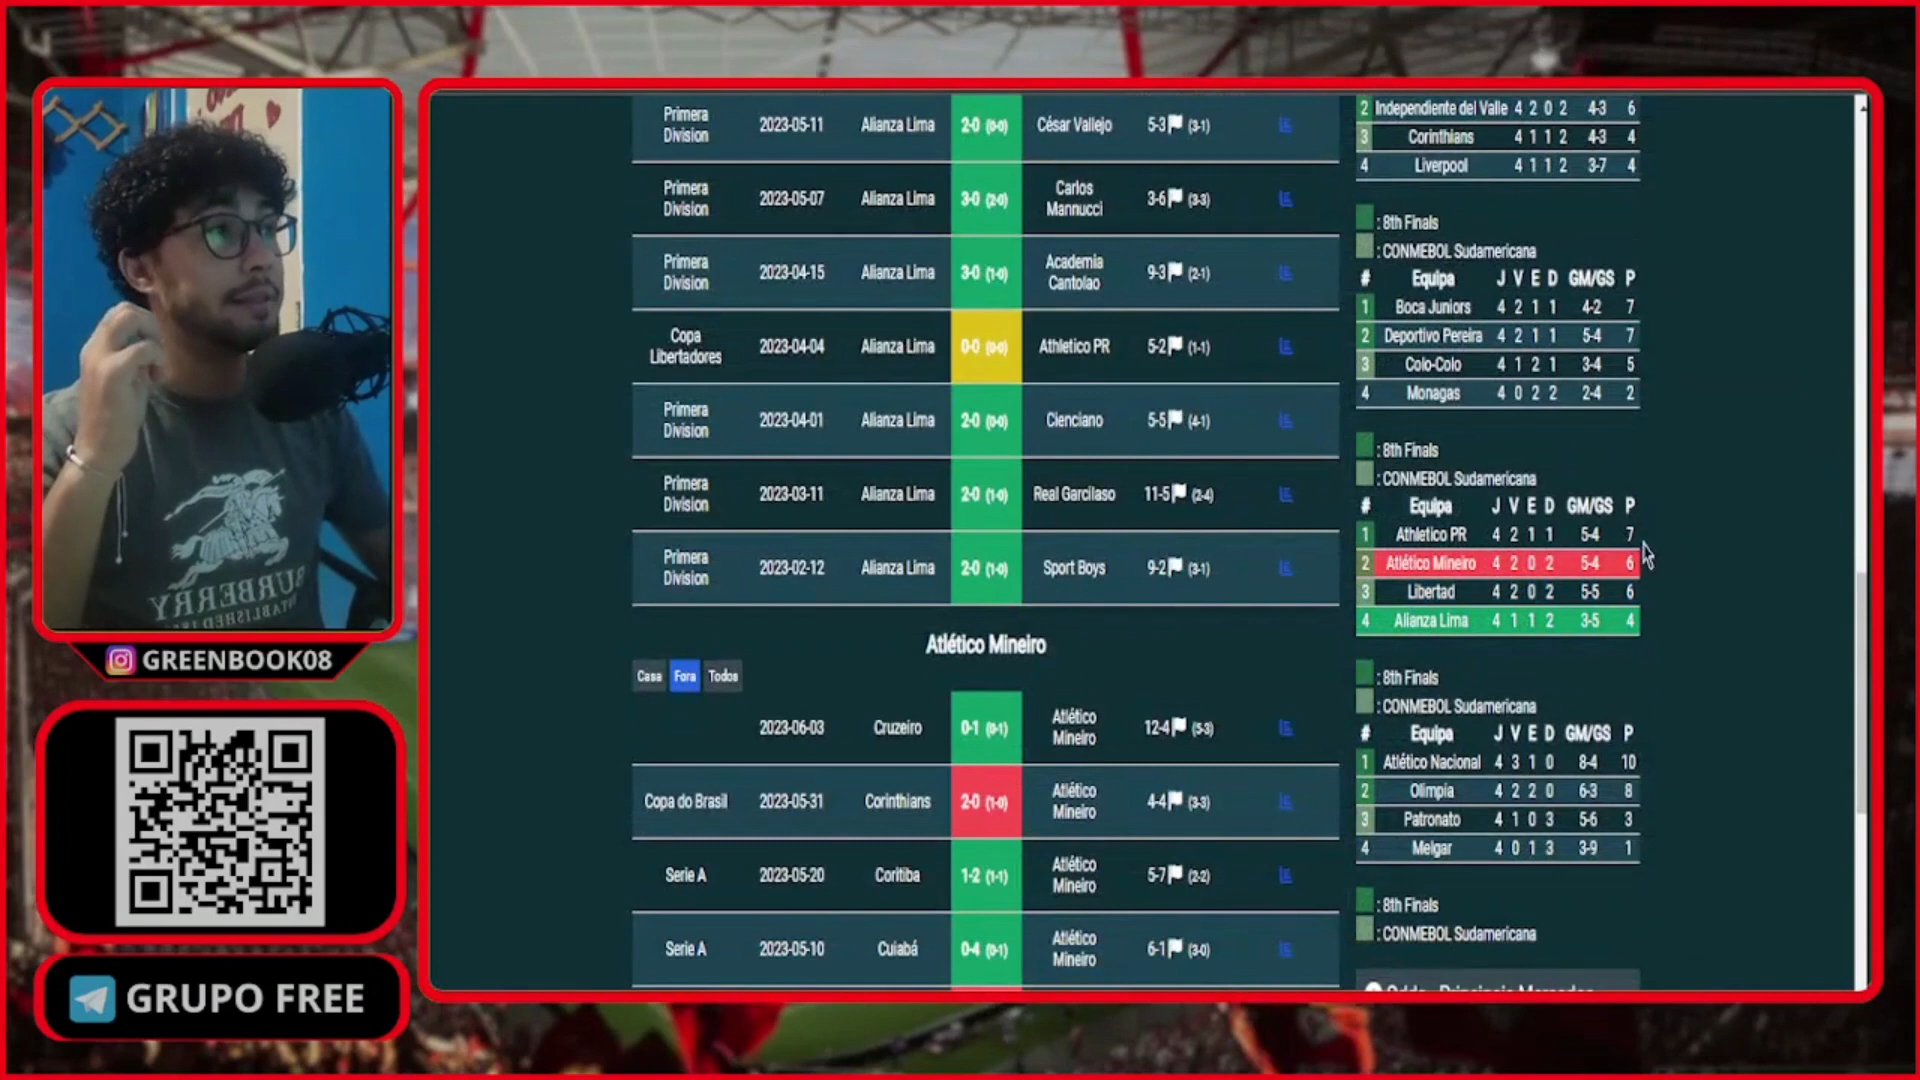 BURBERRY
GREENBOOK08
GRUPO FREE
Primera Division 2023-05-11 Alianza Lima 2-0 (0-0) César Vallejo 5-3 (3-1)
Primera Division 2023-05-07 Alianza Lima 3-0 (2-0) Carlos Mannucci 3-6 (3-3)
Primera Division 2023-04-15 Alianza Lima 3-0 (1-0) Academia Cantolao 9-3 (2-1)
Copa Libertadores 2023-04-04 Alianza Lima 0-0 (0-0) Athletico PR 5-2 (1-1)
Primera Division 2023-04-01 Alianza Lima 2-0 (0-0) Cienciano 5-5 (4-1)
Primera Division 2023-03-11 Alianza Lima 2-0 (1-0) Real Garcilaso 11-5 (2-4)
Primera Division 2023-02-12 Alianza Lima 2-0 (1-0) Sport Boys 9-2 (3-1)
Atlético Mineiro
Casa Fora Todos
2023-06-03 Cruzeiro 0-1 (0-1) Atlético Mineiro 12-4 (5-3)
Copa do Brasil 2023-05-31 Corinthians 2-0 (1-0) Atlético Mineiro 4-4 (3-3)
Serie A 2023-05-20 Coritiba 1-2 (1-1) Atlético Mineiro 5-7 (2-2)
Serie A 2023-05-10 Cuiabá 0-4 (0-1) Atlético Mineiro 6-1 (3-0)
2 Independiente del Valle 4 2 0 2 4-3 6
3 Corinthians 4 1 1 2 4-3 4
4 Liverpool 4 1 1 2 3-7 4
: 8th Finals
: CONMEBOL Sudamericana
# Equipa J V E D GM/GS P
1 Boca Juniors 4 2 1 1 4-2 7
2 Deportivo Pereira 4 2 1 1 5-4 7
3 Colo-Colo 4 1 2 1 3-4 5
4 Monagas 4 0 2 2 2-4 2
: 8th Finals
: CONMEBOL Sudamericana
# Equipa J V E D GM/GS P
1 Athletico PR 4 2 1 1 5-4 7
2 Atlético Mineiro 4 2 0 2 5-4 6
3 Libertad 4 2 0 2 5-5 6
4 Alianza Lima 4 1 1 2 3-5 4
: 8th Finals
: CONMEBOL Sudamericana
# Equipa J V E D GM/GS P
1 Atlético Nacional 4 3 1 0 8-4 10
2 Olimpia 4 2 2 0 6-3 8
3 Patronato 4 1 0 3 5-6 3
4 Melgar 4 0 1 3 3-9 1
: 8th Finals
: CONMEBOL Sudamericana